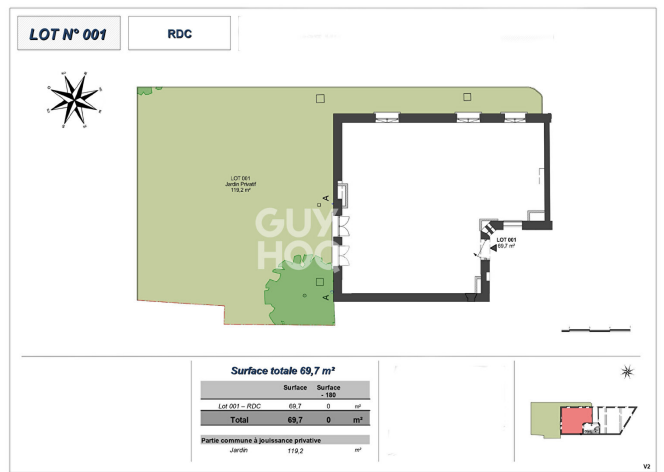 LOT N° 001
RDC
LOT 001
Jardin Privatif
119,2 m²
A
GUY
HOQ
LOT 001
69,7 m²
A
Surface totale 69,7 m²
Surface Surface - 180
Lot 001 – RDC 69,7 0 m²
Total 69,7 0 m²
Partie commune à jouissance privative
Jardin 119,2 m²
V2